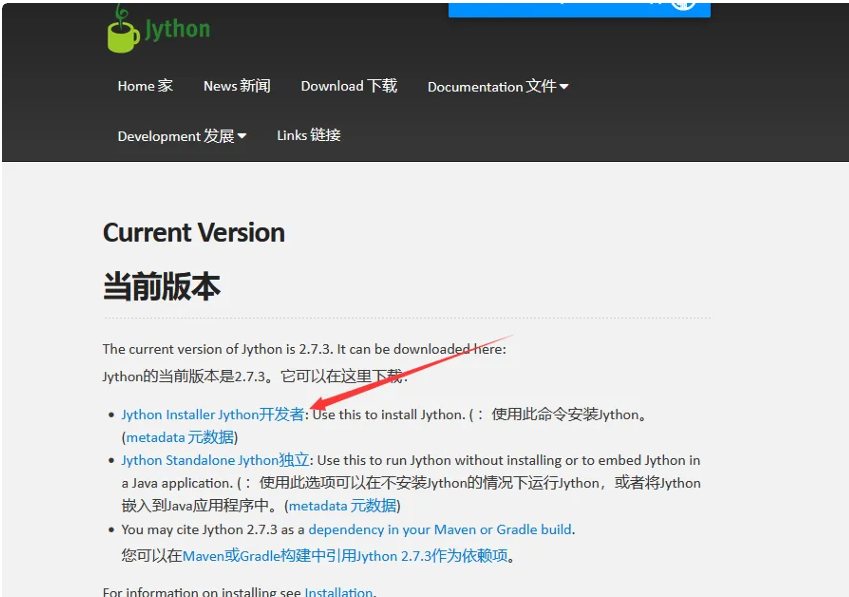 Jython
Home 家 News 新闻 Download 下载 Documentation 文件
Development 发展 Links 链接
Current Version
当前版本
The current version of Jython is 2.7.3. It can be downloaded here:
Jython的当前版本是2.7.3。它可以在这里下载：
Jython Installer Jython开发者: Use this to install Jython. (： 使用此命令安装Jython。
(metadata 元数据)
Jython Standalone Jython独立: Use this to run Jython without installing or to embed Jython in
a Java application. (： 使用此选项可以在不安装Jython的情况下运行Jython，或者将Jython
嵌入到Java应用程序中。(metadata 元数据)
You may cite Jython 2.7.3 as a dependency in your Maven or Gradle build.
您可以在Maven或Gradle构建中引用Jython 2.7.3作为依赖项。
For information on installing see Installation.